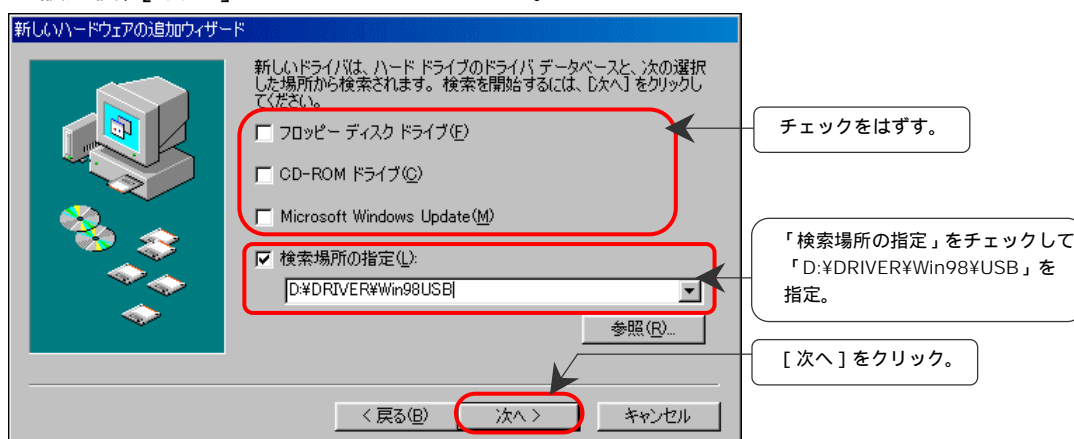 新しいハードウェアの追加ウィザード
新しいドライバは、ハード ドライブのドライバ データベースと、次の選択
した場所から検索されます。検索を開始するには、[次へ] をクリックし
てください。
フロッピー ディスク ドライブ(F)
チェックをはずす。
CD-ROM ドライブ(C)
Microsoft Windows Update(M)
検索場所の指定(L):
D:¥DRIVER¥Win98USB
参照(R)...
「検索場所の指定」をチェックして
「D:¥DRIVER¥Win98¥USB」を
指定。
[次へ]をクリック。
< 戻る(B)
次へ >
キャンセル